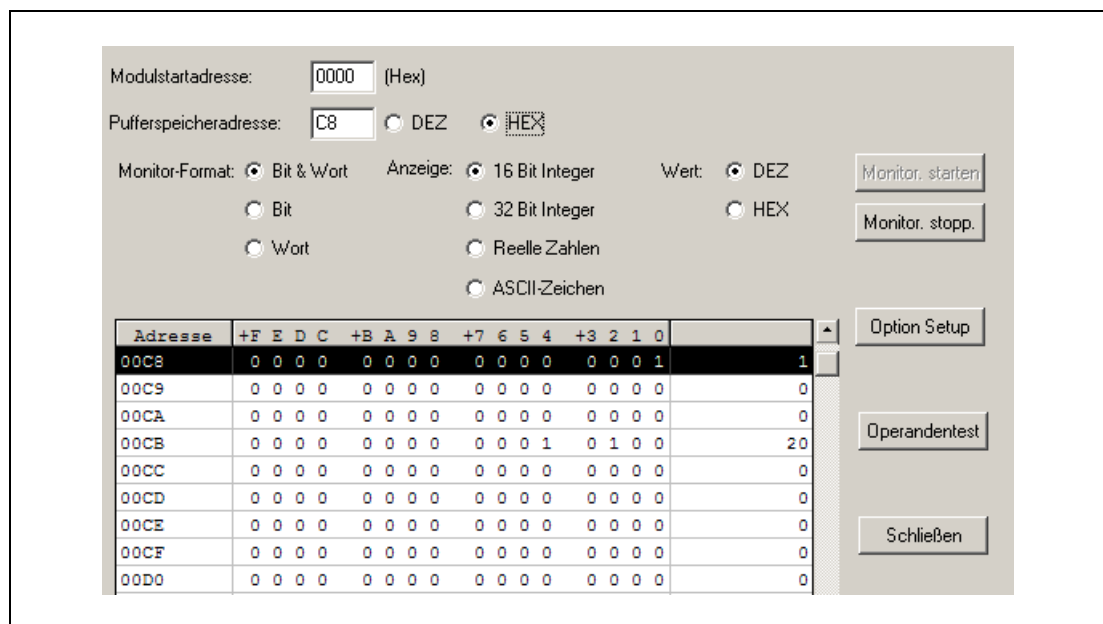 Modulstartadresse: 0000 (Hex)
Pufferspeicheradresse: C8 DEZ HEX
Monitor-Format: Bit & Wort Anzeige: 16 Bit Integer Wert: DEZ Monitor. starten
Bit 32 Bit Integer HEX Monitor. stopp.
Wort Reelle Zahlen
ASCII-Zeichen
Option Setup
Adresse +F E D C +B A 9 8 +7 6 5 4 +3 2 1 0
00C8 0 0 0 0 0 0 0 0 0 0 0 0 0 0 0 1 1
00C9 0 0 0 0 0 0 0 0 0 0 0 0 0 0 0 0 0
00CA 0 0 0 0 0 0 0 0 0 0 0 0 0 0 0 0 0
00CB 0 0 0 0 0 0 0 0 0 0 0 1 0 1 0 0 20
Operandentest
00CC 0 0 0 0 0 0 0 0 0 0 0 0 0 0 0 0 0
00CD 0 0 0 0 0 0 0 0 0 0 0 0 0 0 0 0 0
00CE 0 0 0 0 0 0 0 0 0 0 0 0 0 0 0 0 0
00CF 0 0 0 0 0 0 0 0 0 0 0 0 0 0 0 0 0
Schließen
00D0 0 0 0 0 0 0 0 0 0 0 0 0 0 0 0 0 0